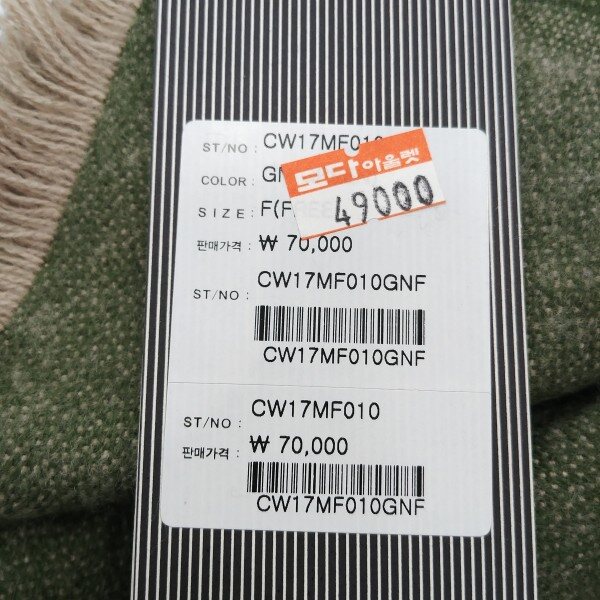 ST/NO : CW17MF010
모다아울렛
COLOR :
49000
SIZE : F(FREE
판매가격 : ₩ 70,000
CW17MF010GNF
ST/NO :
CW17MF010GNF
ST/NO : CW17MF010
판매가격 : ₩ 70,000
CW17MF010GNF